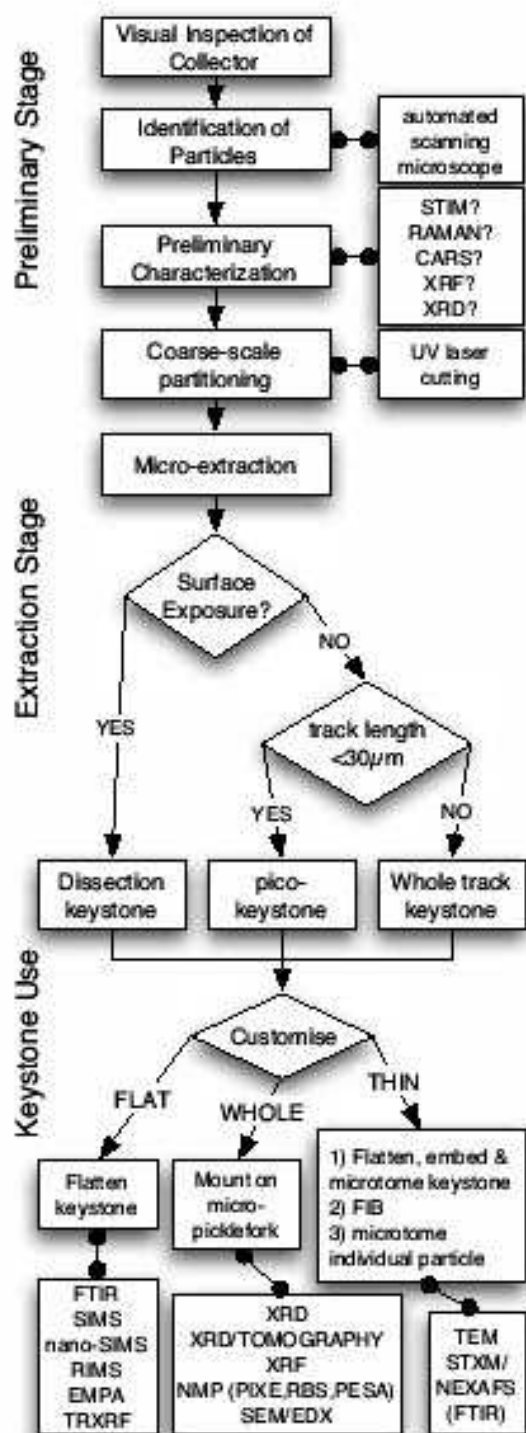 Preliminary Stage
Visual Inspection of
Collector
Identification of
Particles
automated
scanning
microscope
Preliminary
Characterization
STIM?
RAMAN?
CARS?
XRF?
XRD?
Coarse-scale
partitioning
UV laser
cutting
Extraction Stage
Micro-extraction
Surface
Exposure?
YES
NO
track length
<30µm
YES
NO
Dissection
keystone
pico-
keystone
Whole track
keystone
Keystone Use
Customise
FLAT
WHOLE
THIN
Flatten
keystone
Mount on
micro-
picklefork
1) Flatten, embed &
microtome keystone
2) FIB
3) microtome
individual particle
FTIR
SIMS
nano-SIMS
RIMS
EMPA
TRXRF
XRD
XRD/TOMOGRAPHY
XRF
NMP (PIXE,RBS,PESA)
SEM/EDX
TEM
STXM/
NEXAFS
(FTIR)